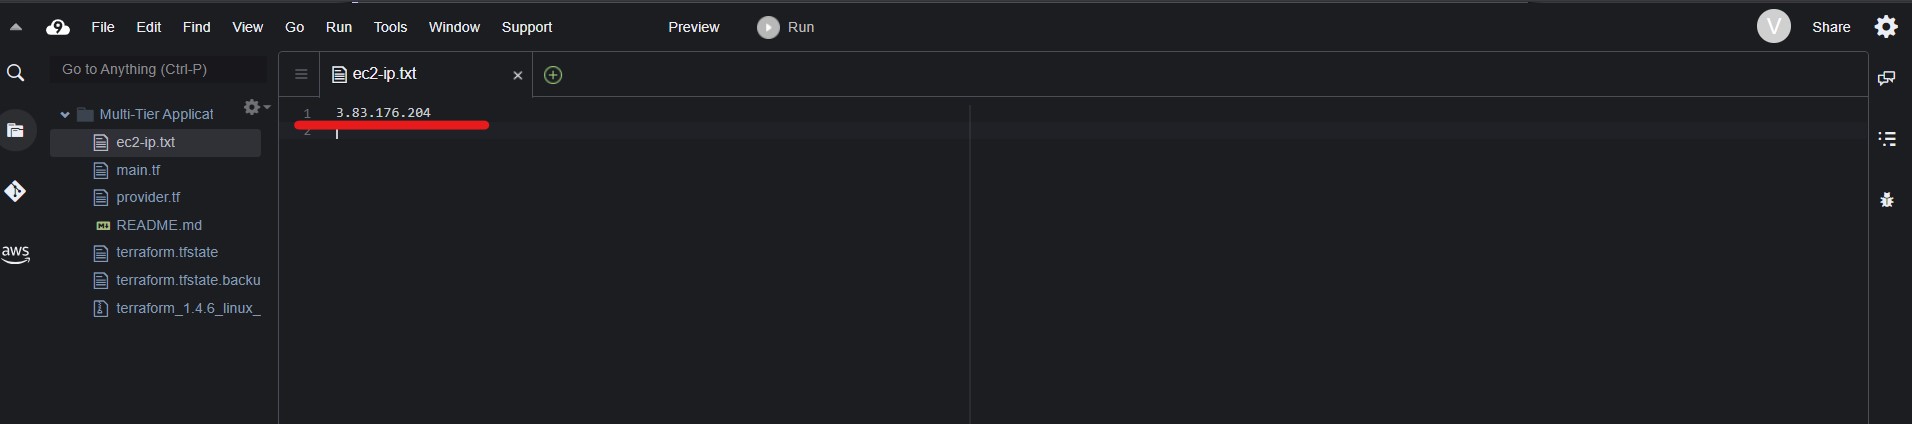 9 File Edit Find View Go Run Tools Window Support Preview Run V Share
Go to Anything (Ctrl-P)
ec2-ip.txt
Multi-Tier Applicat
ec2-ip.txt
main.tf
provider.tf
README.md
terraform.tfstate
terraform.tfstate.backu
terraform_1.4.6_linux_
aws
1 3.83.176.204
2